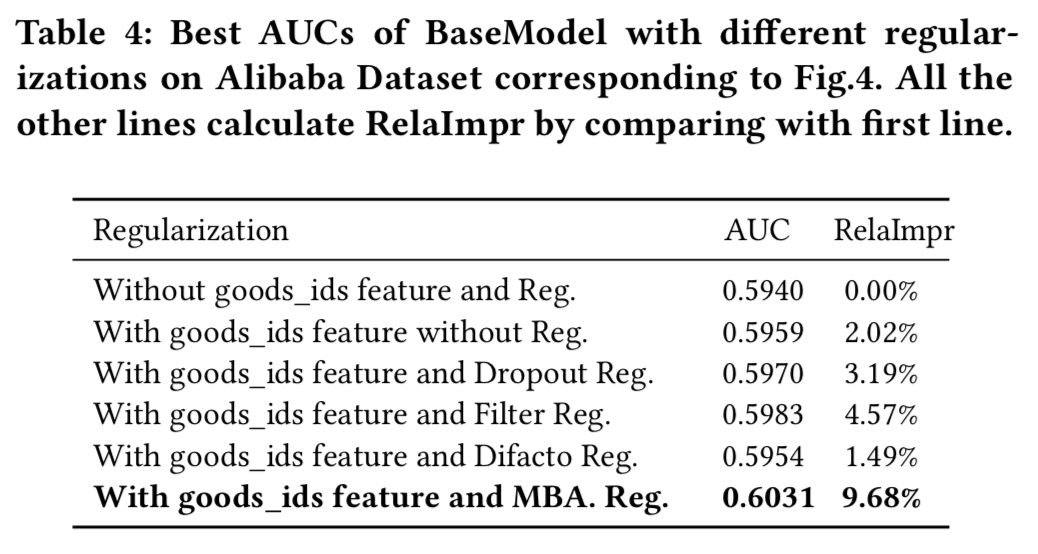 Table 4: Best AUCs of BaseModel with different regular-
izations on Alibaba Dataset corresponding to Fig.4. All the
other lines calculate RelaImpr by comparing with first line.
Regularization AUC RelaImpr
Without goods_ids feature and Reg. 0.5940 0.00%
With goods_ids feature without Reg. 0.5959 2.02%
With goods_ids feature and Dropout Reg. 0.5970 3.19%
With goods_ids feature and Filter Reg. 0.5983 4.57%
With goods_ids feature and Difacto Reg. 0.5954 1.49%
With goods_ids feature and MBA. Reg. 0.6031 9.68%